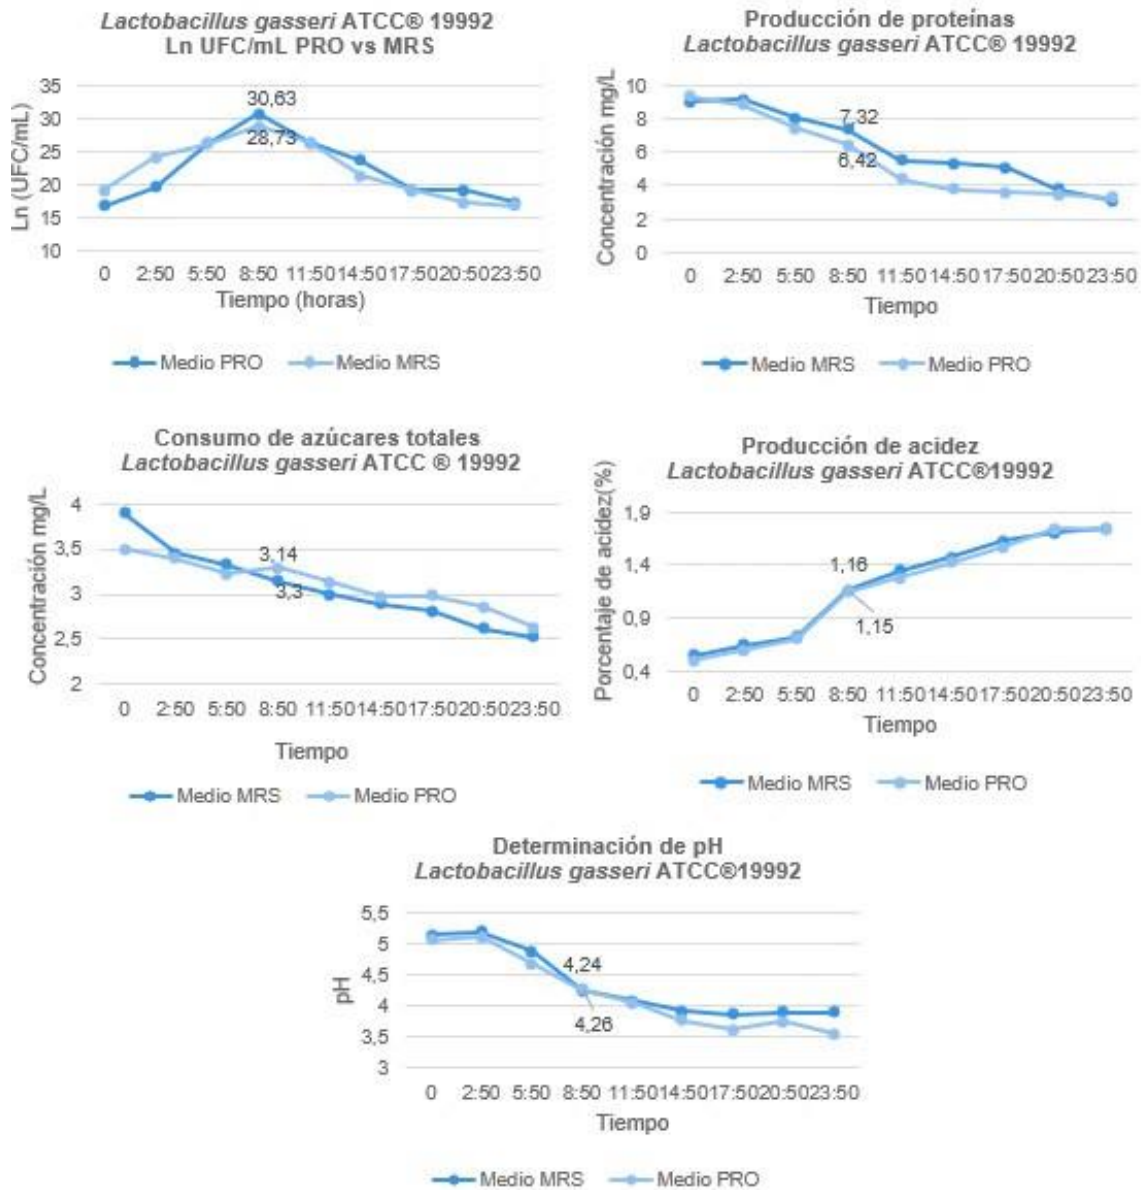 Lactobacillus gasseri ATCC® 19992
Ln UFC/mL PRO vs MRS
Ln (UFC/mL)
35
30
25
20
15
10
30,63
28,73
0 2:50 5:50 8:50 11:50 14:50 17:50 20:50 23:50
Tiempo (horas)
Medio PRO Medio MRS
Producción de proteínas
Lactobacillus gasseri ATCC® 19992
Concentración mg/L
10
8
6
4
2
0
7,32
6,42
0 2:50 5:50 8:50 11:50 14:50 17:50 20:50 23:50
Tiempo
Medio MRS Medio PRO
Consumo de azúcares totales
Lactobacillus gasseri ATCC ® 19992
Concentración mg/L
4
3,5
3
2,5
2
3,14
3,3
0 2:50 5:50 8:50 11:50 14:50 17:50 20:50 23:50
Tiempo
Medio MRS Medio PRO
Producción de acidez
Lactobacillus gasseri ATCC®19992
Porcentaje de acidez(%)
1,9
1,4
0,9
0,4
1,16
1,15
0 2:50 5:50 8:50 11:50 14:50 17:50 20:50 23:50
Tiempo
Medio MRS Medio PRO
Determinación de pH
Lactobacillus gasseri ATCC®19992
pH
5,5
5
4,5
4
3,5
3
4,24
4,26
0 2:50 5:50 8:50 11:50 14:50 17:50 20:50 23:50
Tiempo
Medio MRS Medio PRO